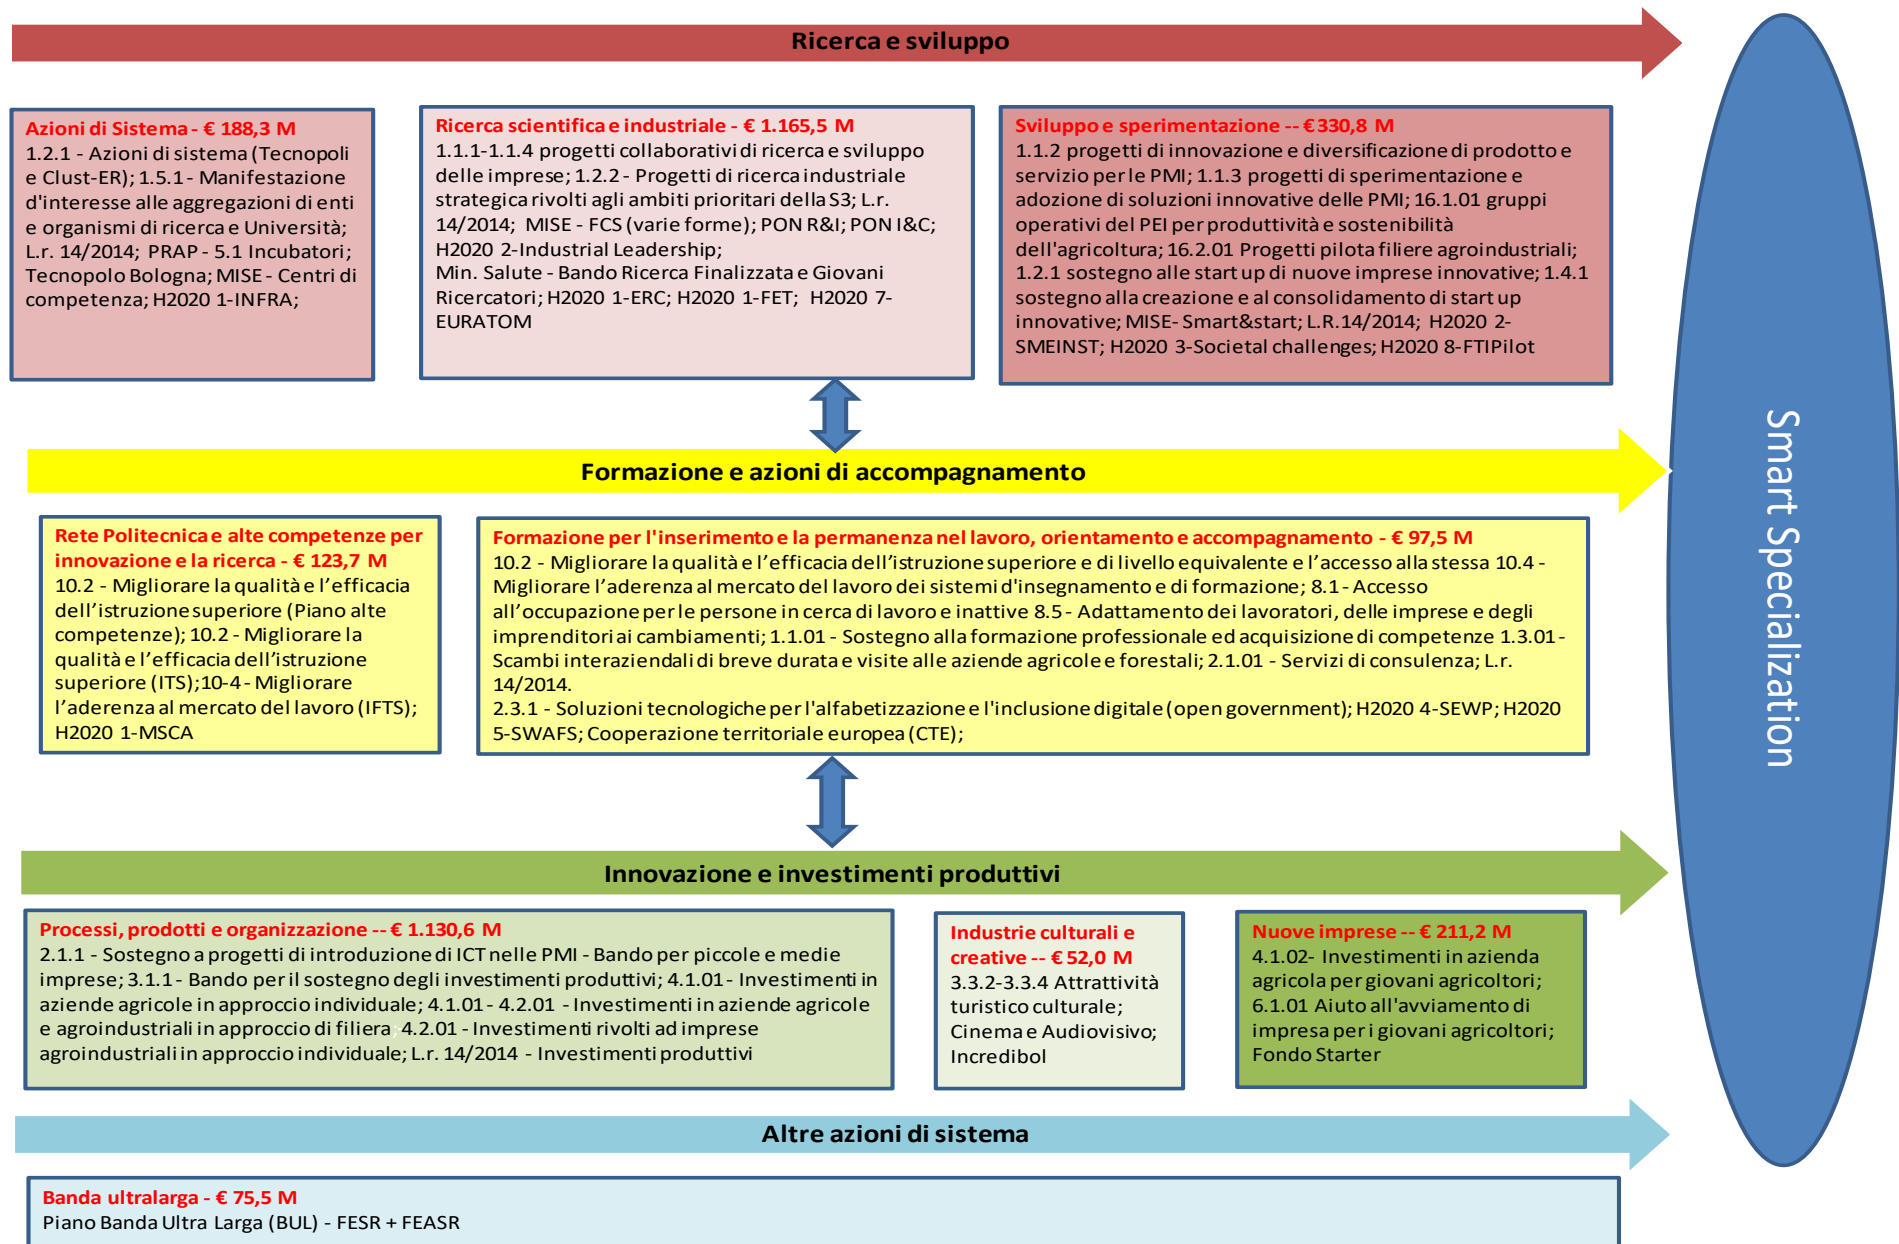 Ricerca e sviluppo
Azioni di Sistema - € 188,3 M
1.2.1 - Azioni di sistema (Tecnopoli
e Clust-ER); 1.5.1 - Manifestazione
d'interesse alle aggregazioni di enti
e organismi di ricerca e Università;
L.r. 14/2014; PRAP - 5.1 Incubatori;
Tecnopolo Bologna; MISE - Centri di
competenza; H2020 1-INFRA;
Ricerca scientifica e industriale - € 1.165,5 M
1.1.1-1.1.4 progetti collaborativi di ricerca e sviluppo
delle imprese; 1.2.2 - Progetti di ricerca industriale
strategica rivolti agli ambiti prioritari della S3; L.r.
14/2014; MISE - FCS (varie forme); PON R&I; PON I&C;
H2020 2-Industrial Leadership;
Min. Salute - Bando Ricerca Finalizzata e Giovani
Ricercatori; H2020 1-ERC; H2020 1-FET; H2020 7-
EURATOM
Sviluppo e sperimentazione -- € 330,8 M
1.1.2 progetti di innovazione e diversificazione di prodotto e
servizio per le PMI; 1.1.3 progetti di sperimentazione e
adozione di soluzioni innovative delle PMI; 16.1.01 gruppi
operativi del PEI per produttività e sostenibilità
dell'agricoltura; 16.2.01 Progetti pilota filiere agroindustriali;
1.2.1 sostegno alle start up di nuove imprese innovative; 1.4.1
sostegno alla creazione e al consolidamento di start up
innovative; MISE- Smart&start; L.R.14/2014; H2020 2-
SMEINST; H2020 3-Societal challenges; H2020 8-FTIPilot
Formazione e azioni di accompagnamento
Rete Politecnica e alte competenze per
innovazione e la ricerca - € 123,7 M
10.2 - Migliorare la qualità e l’efficacia
dell’istruzione superiore (Piano alte
competenze); 10.2 - Migliorare la
qualità e l’efficacia dell’istruzione
superiore (ITS);10-4 - Migliorare
l’aderenza al mercato del lavoro (IFTS);
H2020 1-MSCA
Formazione per l'inserimento e la permanenza nel lavoro, orientamento e accompagnamento - € 97,5 M
10.2 - Migliorare la qualità e l’efficacia dell’istruzione superiore e di livello equivalente e l’accesso alla stessa 10.4 -
Migliorare l’aderenza al mercato del lavoro dei sistemi d'insegnamento e di formazione; 8.1 - Accesso
all’occupazione per le persone in cerca di lavoro e inattive 8.5 - Adattamento dei lavoratori, delle imprese e degli
imprenditori ai cambiamenti; 1.1.01 - Sostegno alla formazione professionale ed acquisizione di competenze 1.3.01 -
Scambi interaziendali di breve durata e visite alle aziende agricole e forestali; 2.1.01 - Servizi di consulenza; L.r.
14/2014.
2.3.1 - Soluzioni tecnologiche per l'alfabetizzazione e l'inclusione digitale (open government); H2020 4-SEWP; H2020
5-SWAFS; Cooperazione territoriale europea (CTE);
Innovazione e investimenti produttivi
Processi, prodotti e organizzazione -- € 1.130,6 M
2.1.1 - Sostegno a progetti di introduzione di ICT nelle PMI - Bando per piccole e medie
imprese; 3.1.1 - Bando per il sostegno degli investimenti produttivi; 4.1.01 - Investimenti in
aziende agricole in approccio individuale; 4.1.01 - 4.2.01 - Investimenti in aziende agricole
e agroindustriali in approccio di filiera; 4.2.01 - Investimenti rivolti ad imprese
agroindustriali in approccio individuale; L.r. 14/2014 - Investimenti produttivi
Industrie culturali e
creative -- € 52,0 M
3.3.2-3.3.4 Attrattività
turistico culturale;
Cinema e Audiovisivo;
Incredibol
Nuove imprese -- € 211,2 M
4.1.02- Investimenti in azienda
agricola per giovani agricoltori;
6.1.01 Aiuto all'avviamento di
impresa per i giovani agricoltori;
Fondo Starter
Altre azioni di sistema
Banda ultralarga - € 75,5 M
Piano Banda Ultra Larga (BUL) - FESR + FEASR
Smart Specialization